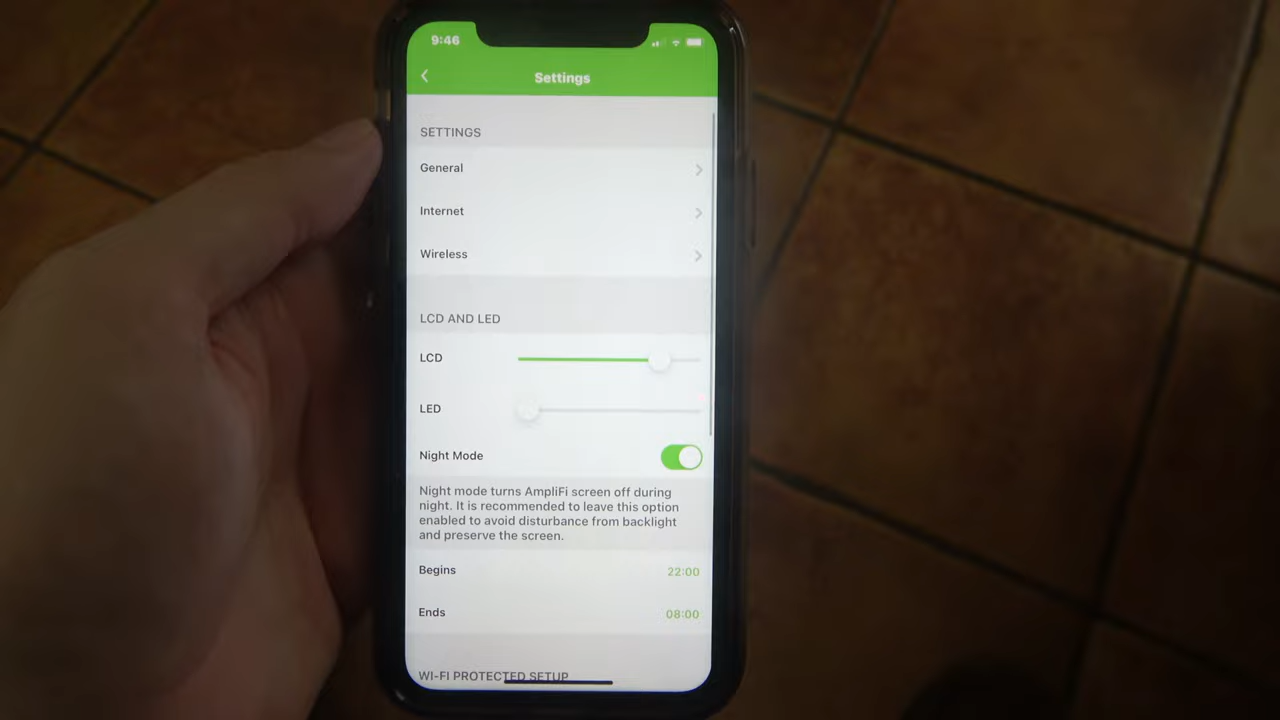 9:46
Settings
SETTINGS
General
Internet
Wireless
LCD AND LED
LCD
LED
Night Mode
Night mode turns AmpliFi screen off during
night. It is recommended to leave this option
enabled to avoid disturbance from backlight
and preserve the screen.
Begins 22:00
Ends 08:00
WI-FI PROTECTED SETUP